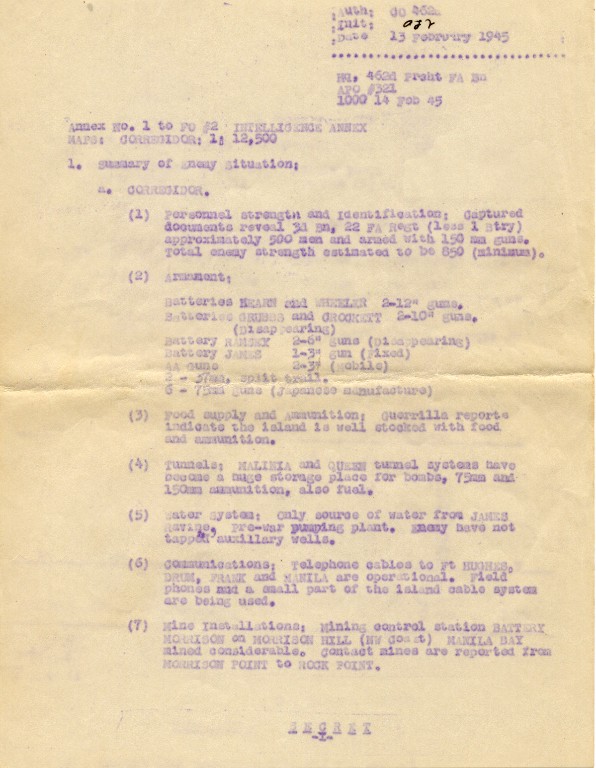 Auth: CO 462d
Init:
Date 13 February 1945
HQ, 462d Prcht FA Bn
APO #321
1000 14 Feb 45
Annex No. 1 to FO #2 INTELLIGENCE ANNEX
MAPS: CORREGIDOR: 1: 12,500
1. Summary of Enemy Situation:
a. CORREGIDOR.
(1) Personnel strength and Identification: Captured
documents reveal 3d Bn, 22 FA Regt (less 1 Btry)
approximately 500 men and armed with 150 mm guns.
Total enemy strength estimated to be 850 (minimum).
(2) Armament:
Batteries HEARN and WHEELER 2-12" guns.
Batteries GRUBBS and CROCKETT 2-10" guns.
(Disappearing)
Battery RAMSEY 2-6" guns (Disappearing)
Battery JAMES 1-3" gun (Fixed)
AA Guns 2-3" (Mobile)
2 - 37mm, split trail.
6 - 75md guns (Japanese manufacture)
(3) Food supply and Ammunition: Guerrilla reports
indicate the island is well stocked with food
and ammunition.
(4) Tunnels: MALINIA and QUEEN tunnel systems have
become a huge storage place for bombs, 75mm and
150mm ammunition, also fuel.
(5) Water System: Only source of water from JAMES
Ravine, Pre-war pumping plant. Enemy have not
tapped auxillary wells.
(6) Communications: Telephone cables to Ft HUGHES,
DRUM, FRANK and MANILA are operational. Field
phones and a small part of the island cable system
are being used.
(7) Mine Installations: Mining control station BATTERY
MORRISON on MORRISON HILL (NW Coast) MANILA BAY
mined considerable. Contact mines are reported from
MORRISON POINT to ROCK POINT.
S E C R E T
-1-